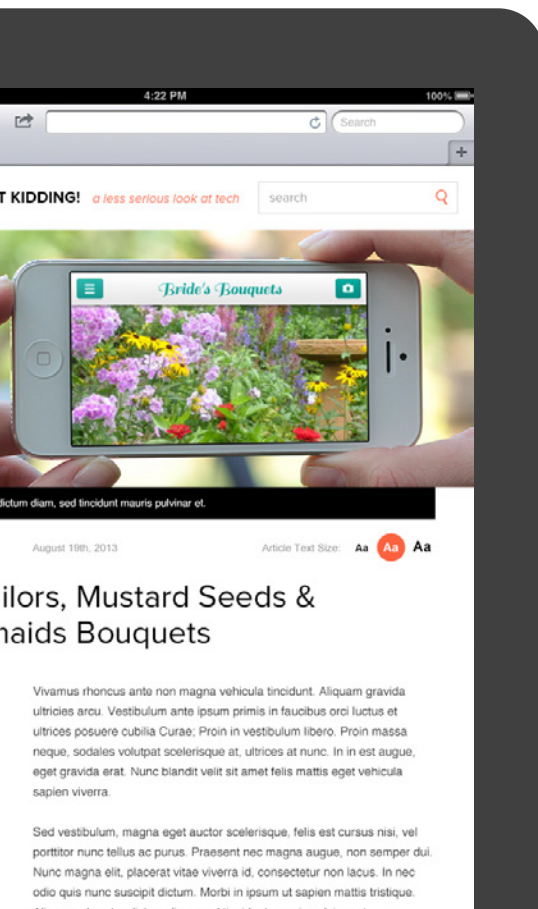 4:22 PM 100%
Search
T KIDDING! a less serious look at tech search
Bride's Bouquets
dictum diam, sed tincidunt mauris pulvinar et.
August 19th, 2013 Article Text Size: Aa Aa Aa
ilors, Mustard Seeds &
naids Bouquets
Vivamus rhoncus ante non magna vehicula tincidunt. Aliquam gravida
ultricies arcu. Vestibulum ante ipsum primis in faucibus orci luctus et
ultrices posuere cubilia Curae; Proin in vestibulum libero. Proin massa
neque, sodales volutpat scelerisque at, ultrices at nunc. In in est augue,
eget gravida erat. Nunc blandit velit sit amet felis mattis eget vehicula
sapien viverra.
Sed vestibulum, magna eget auctor scelerisque, felis est cursus nisi, vel
porttitor nunc tellus ac purus. Praesent nec magna augue, non semper dui.
Nunc magna elit, placerat vitae viverra id, consectetur non lacus. In nec
odio quis nunc suscipit dictum. Morbi in ipsum ut sapien mattis tristique.